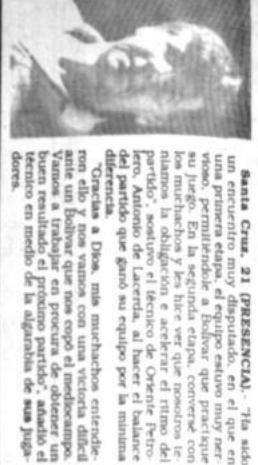 Santa Cruz, 21 (PRESENCIA).- "Ha sido
un encuentro muy disputado, en el que en
una primera etapa, el equipo estuvo muy ner-
vioso, permitiéndole a Bolívar que practique
su juego. En la segunda etapa, conversé con
los muchachos y les hice ver que nosotros te-
níamos la obligación e acelerar el ritmo del
partido", sostuvo el técnico de Oriente Petro-
lero, Antonio de Lacerda, al hacer el balance
del partido que ganó su equipo por la mínima
diferencia.
"Gracias a Dios, mis muchachos entendie-
ron ello y nos vamos con una victoria difícil
ante un Bolívar que nos copó el mediocampo.
Vamos a trabajar en procura de obtener un
buen resultado el próximo partido" añadió el
técnico en medio de la algarabía de sus juga-
dores.